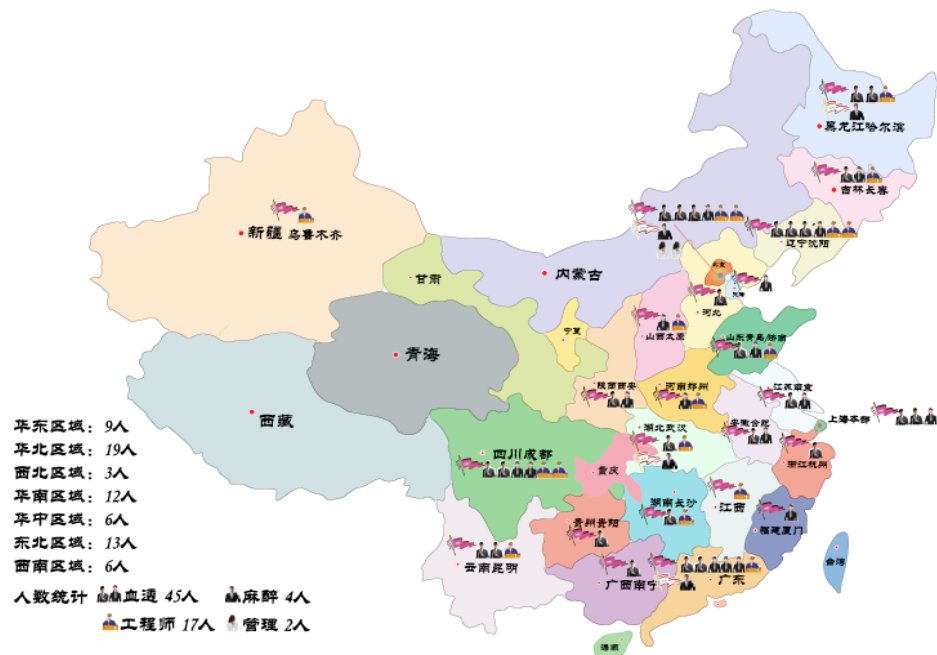 黑龙江哈尔滨
吉林长春
新疆 乌鲁木齐
辽宁沈阳
北京
内蒙古
甘肃
天津
河北
宁夏
山西太原
山东青岛/济南
青海
陕西西安
河南郑州
江苏南京
西藏
上海本部
安徽合肥
湖北武汉
四川成都
重庆
浙江杭州
湖南长沙
江西
贵州贵阳
福建厦门
云南昆明
广西南宁
广东
台湾
海南
华东区域：9人
华北区域：19人
西北区域：3人
华南区域：12人
华中区域：6人
东北区域：13人
西南区域：6人
人数统计 血透 45人 麻醉 4人
工程师 17人 管理 2人